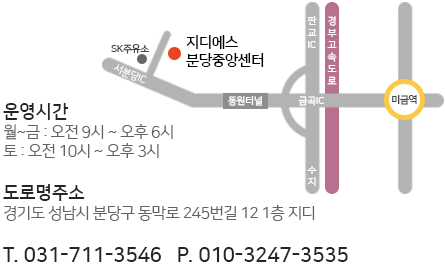 판교IC
경부고속도로
지디에스
분당중앙센터
SK주유소
서분당IC
동원터널
금곡IC
미금역
수지
운영시간
월~금 : 오전 9시 ~ 오후 6시
토 : 오전 10시 ~ 오후 3시
도로명주소
경기도 성남시 분당구 동막로 245번길 12 1층 지디
T. 031-711-3546 P. 010-3247-3535